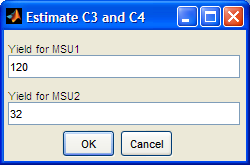 Estimate C3 and C4
Yield for MSU1
120
Yield for MSU2
32
OK Cancel